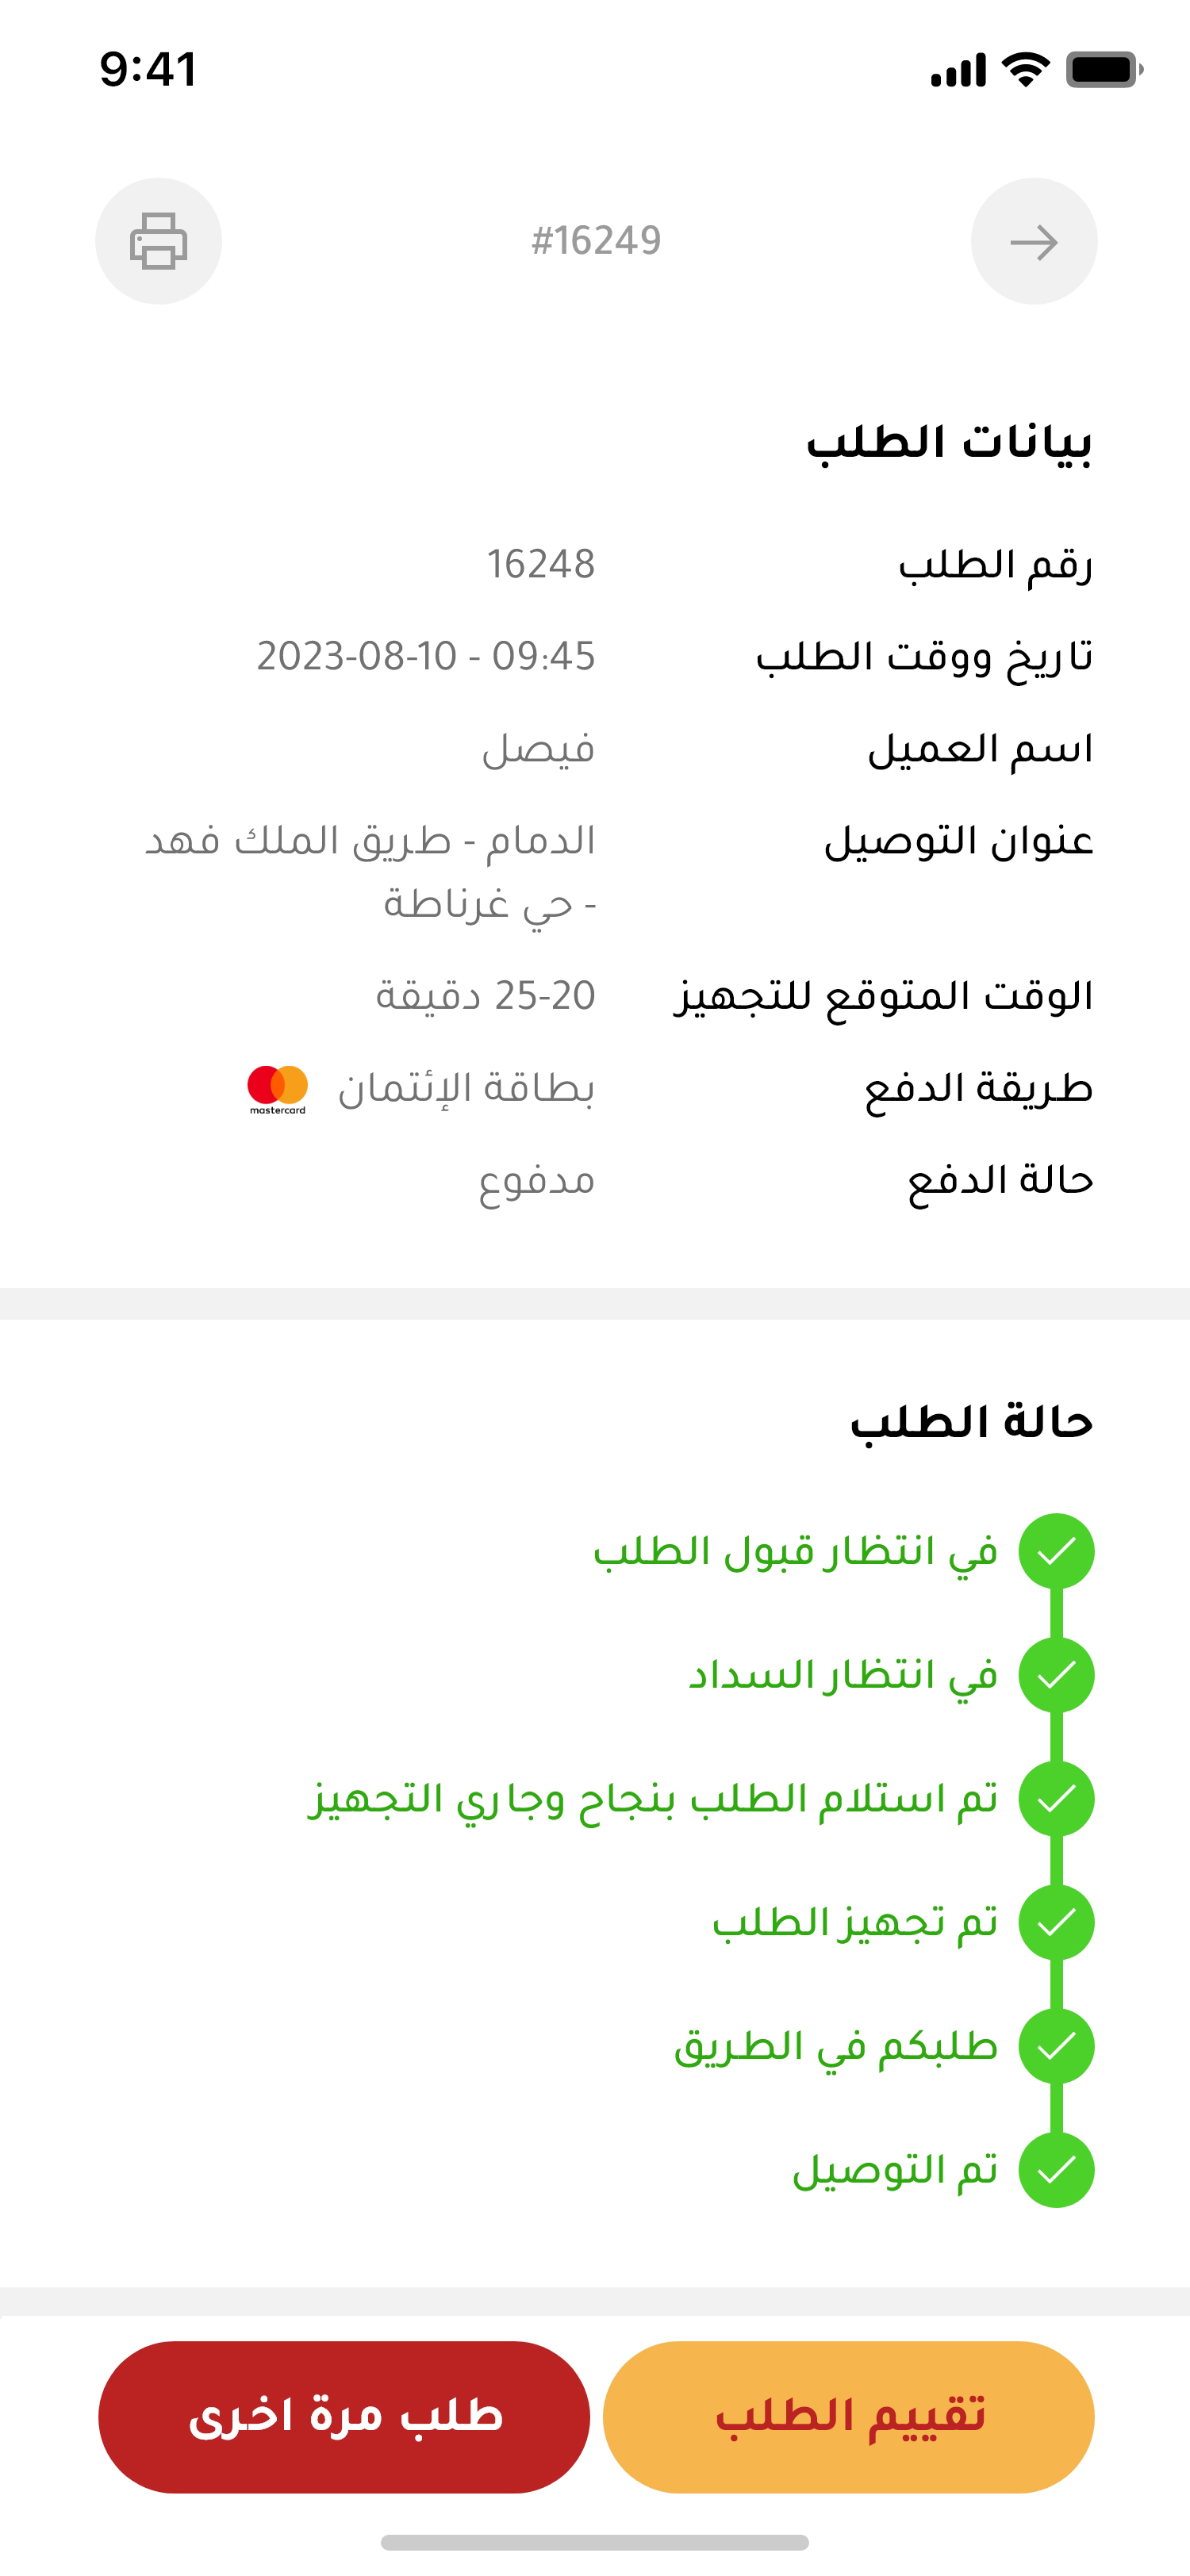 9:41
#16249
بيانات الطلب
رقم الطلب 16248
تاريخ ووقت الطلب 2023-08-10 - 09:45
اسم العميل فيصل
عنوان التوصيل الدمام - طريق الملك فهد
- حي غرناطة
الوقت المتوقع للتجهيز 25-20 دقيقة
طريقة الدفع بطاقة الإئتمان mastercard
حالة الدفع مدفوع
حالة الطلب
في انتظار قبول الطلب
في انتظار السداد
تم استلام الطلب بنجاح وجاري التجهيز
تم تجهيز الطلب
طلبكم في الطريق
تم التوصيل
تقييم الطلب
طلب مرة اخرى